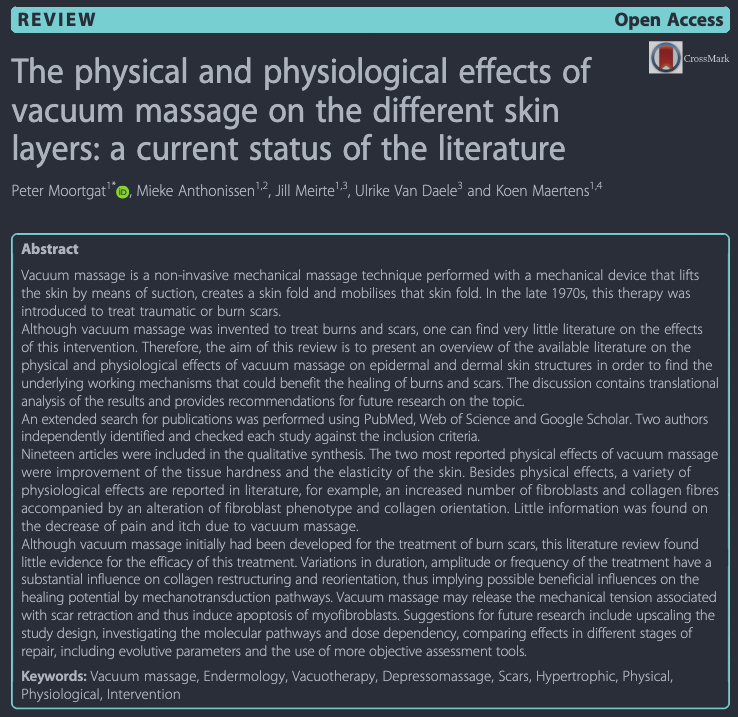 REVIEW
Open Access
CrossMark
The physical and physiological effects of
vacuum massage on the different skin
layers: a current status of the literature
Peter Moortgat1* iD, Mieke Anthonissen1,2, Jill Meirte1,3, Ulrike Van Daele3 and Koen Maertens1,4
Abstract
Vacuum massage is a non-invasive mechanical massage technique performed with a mechanical device that lifts
the skin by means of suction, creates a skin fold and mobilises that skin fold. In the late 1970s, this therapy was
introduced to treat traumatic or burn scars.
Although vacuum massage was invented to treat burns and scars, one can find very little literature on the effects
of this intervention. Therefore, the aim of this review is to present an overview of the available literature on the
physical and physiological effects of vacuum massage on epidermal and dermal skin structures in order to find the
underlying working mechanisms that could benefit the healing of burns and scars. The discussion contains translational
analysis of the results and provides recommendations for future research on the topic.
An extended search for publications was performed using PubMed, Web of Science and Google Scholar. Two authors
independently identified and checked each study against the inclusion criteria.
Nineteen articles were included in the qualitative synthesis. The two most reported physical effects of vacuum massage
were improvement of the tissue hardness and the elasticity of the skin. Besides physical effects, a variety of
physiological effects are reported in literature, for example, an increased number of fibroblasts and collagen fibres
accompanied by an alteration of fibroblast phenotype and collagen orientation. Little information was found on
the decrease of pain and itch due to vacuum massage.
Although vacuum massage initially had been developed for the treatment of burn scars, this literature review found
little evidence for the efficacy of this treatment. Variations in duration, amplitude or frequency of the treatment have a
substantial influence on collagen restructuring and reorientation, thus implying possible beneficial influences on the
healing potential by mechanotransduction pathways. Vacuum massage may release the mechanical tension associated
with scar retraction and thus induce apoptosis of myofibroblasts. Suggestions for future research include upscaling the
study design, investigating the molecular pathways and dose dependency, comparing effects in different stages of
repair, including evolutive parameters and the use of more objective assessment tools.
Keywords: Vacuum massage, Endermology, Vacuotherapy, Depressomassage, Scars, Hypertrophic, Physical,
Physiological, Intervention